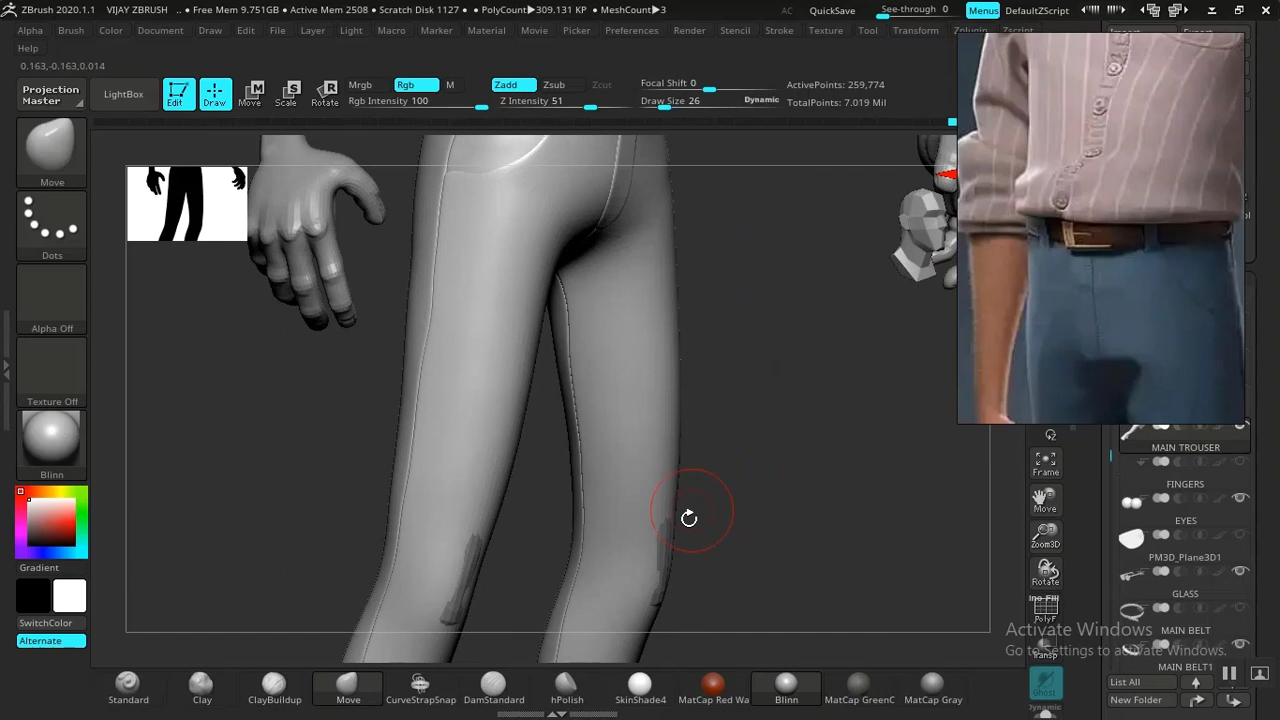 ZBrush 2020.1.1 VIJAY ZBRUSH .. • Free Mem 9.751GB • Active Mem 2508 • Scratch Disk 1127 • PolyCount▶309.131 KP • MeshCount▶3 AC QuickSave See-through 0 Menus DefaultZScript
Alpha Brush Color Document Draw Edit File Layer Light Macro Marker Material Movie Picker Preferences Render Stencil Stroke Texture Tool Transform Zplugin Zscript
Help
0.163,-0.163,0.014
Projection Master LightBox Edit Draw Move Scale Rotate Mrgb Rgb M Zadd Zsub Zcut Focal Shift 0 ActivePoints: 259,774
Rgb Intensity 100 Z Intensity 51 Draw Size 26 Dynamic TotalPoints: 7.019 Mil
Move
Dots
Alpha Off
Texture Off
Blinn
Gradient
SwitchColor
Alternate
Frame
Move
Zoom3D
Rotate
PolyF
Transp
Ghost
Dynamic
MAIN TROUSER
FINGERS
EYES
PM3D_Plane3D1
GLASS
MAIN BELT
MAIN BELT1
List All
New Folder
Activate Windows
Go to Settings to activate Windows.
Standard Clay ClayBuildup Move CurveStrapSnap DamStandard hPolish SkinShade4 MatCap Red Wa Blinn MatCap GreenC MatCap Gray